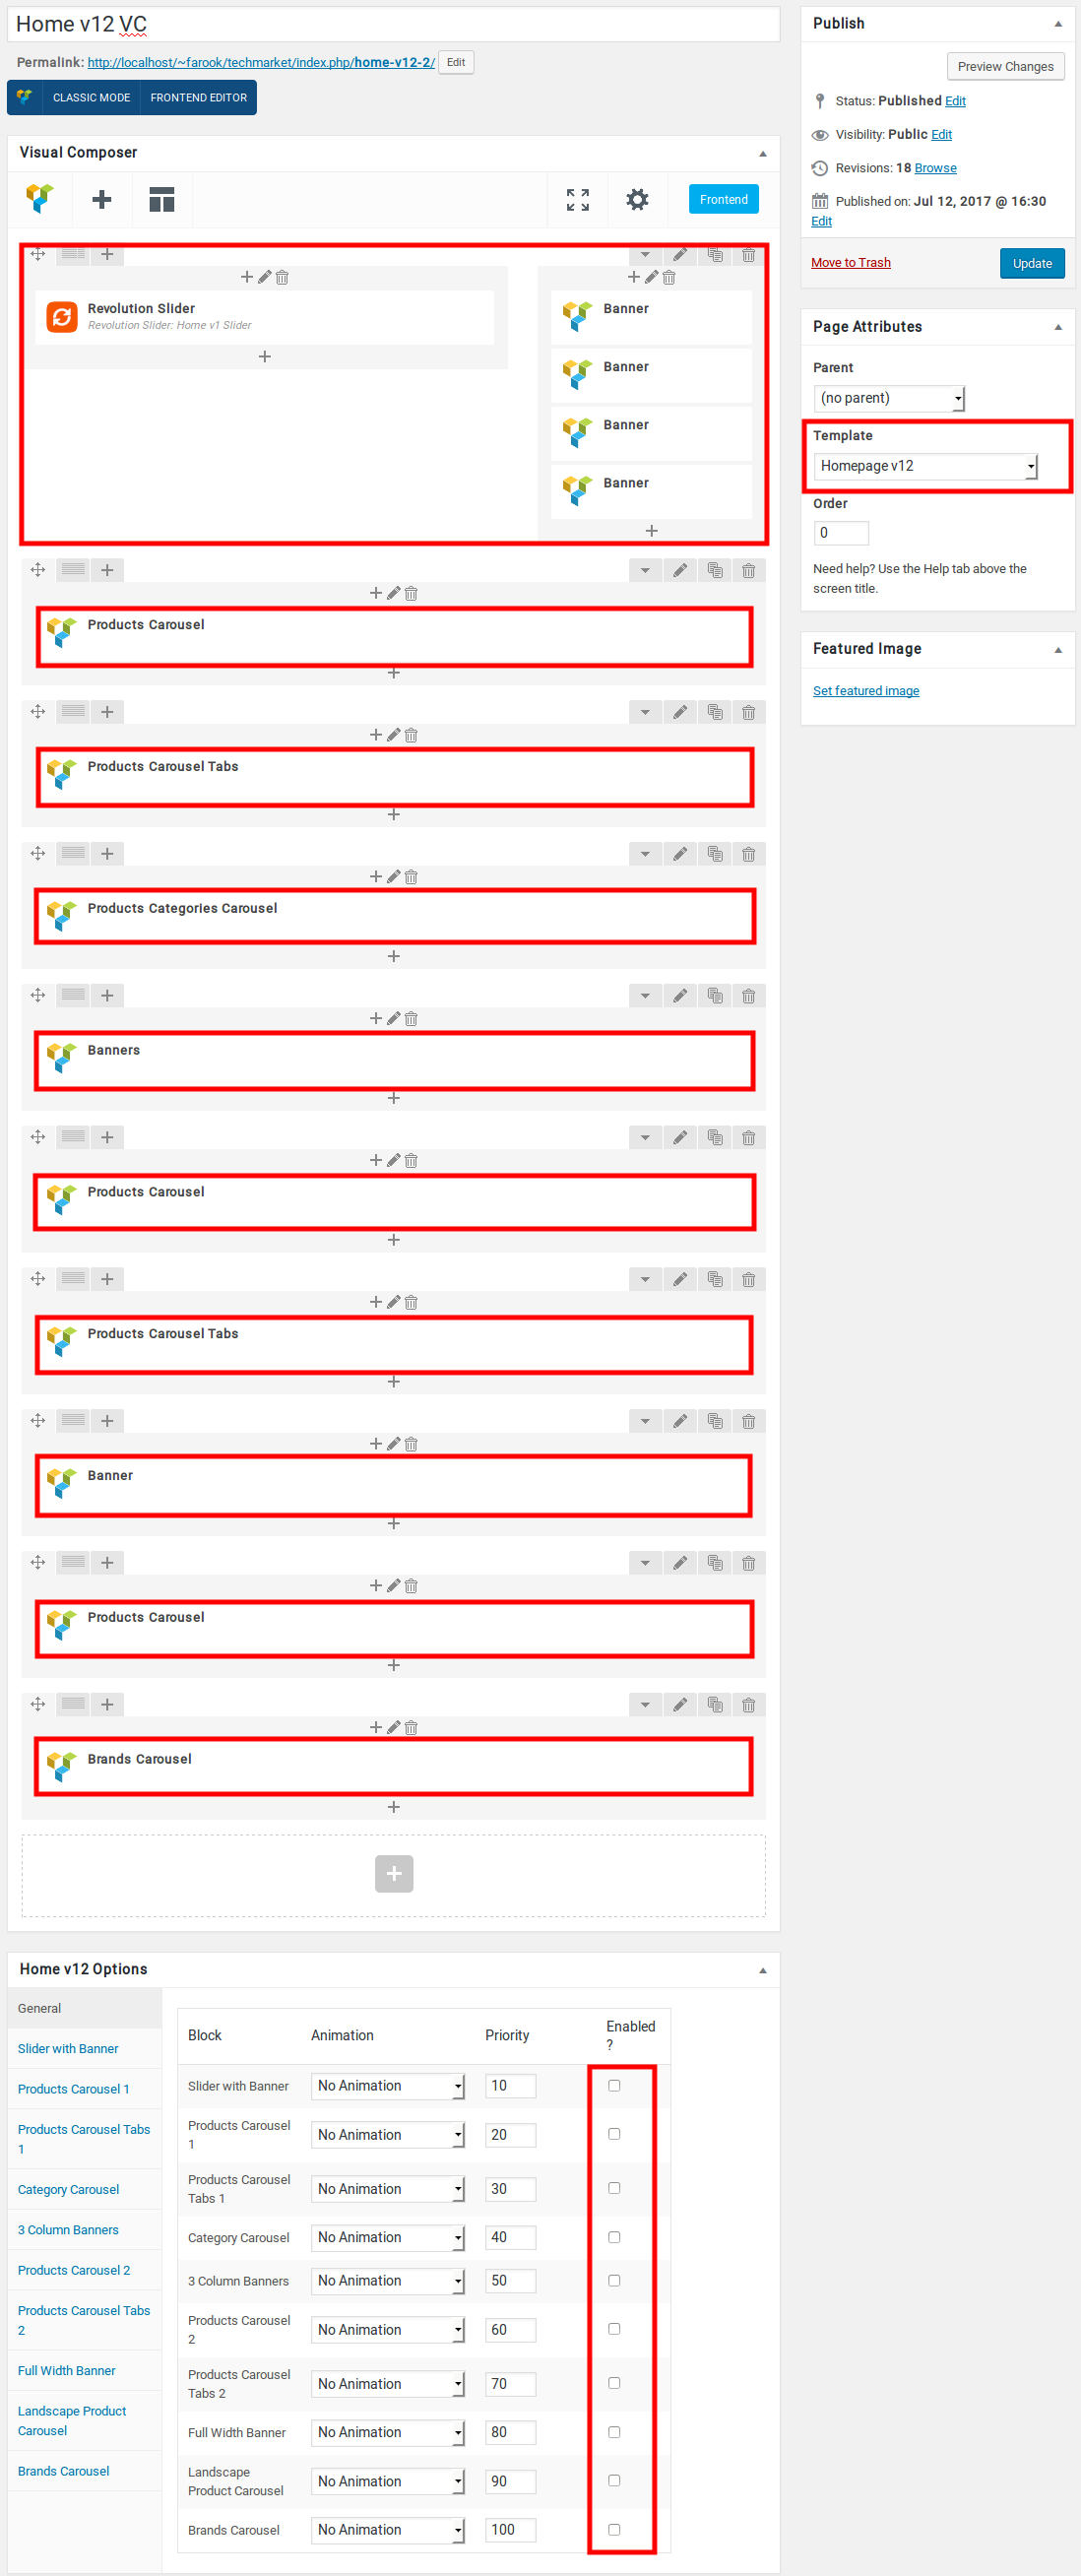 Home v12 VC
Permalink: http://localhost/~farook/techmarket/index.php/home-v12-2/ Edit
CLASSIC MODE FRONTEND EDITOR
Visual Composer
Frontend
Revolution Slider
Revolution Slider: Home v1 Slider
Banner
Banner
Banner
Banner
Products Carousel
Products Carousel Tabs
Products Categories Carousel
Banners
Products Carousel
Products Carousel Tabs
Banner
Products Carousel
Brands Carousel
Home v12 Options
General
Slider with Banner
Products Carousel 1
Products Carousel Tabs
1
Category Carousel
3 Column Banners
Products Carousel 2
Products Carousel Tabs
2
Full Width Banner
Landscape Product
Carousel
Brands Carousel
Block Animation Priority Enabled
?
Slider with Banner No Animation 10
Products Carousel
1 No Animation 20
Products Carousel
Tabs 1 No Animation 30
Category Carousel No Animation 40
3 Column Banners No Animation 50
Products Carousel
2 No Animation 60
Products Carousel
Tabs 2 No Animation 70
Full Width Banner No Animation 80
Landscape
Product Carousel No Animation 90
Brands Carousel No Animation 100
Publish
Preview Changes
Status: Published Edit
Visibility: Public Edit
Revisions: 18 Browse
Published on: Jul 12, 2017 @ 16:30
Edit
Move to Trash Update
Page Attributes
Parent
(no parent)
Template
Homepage v12
Order
0
Need help? Use the Help tab above the
screen title.
Featured Image
Set featured image